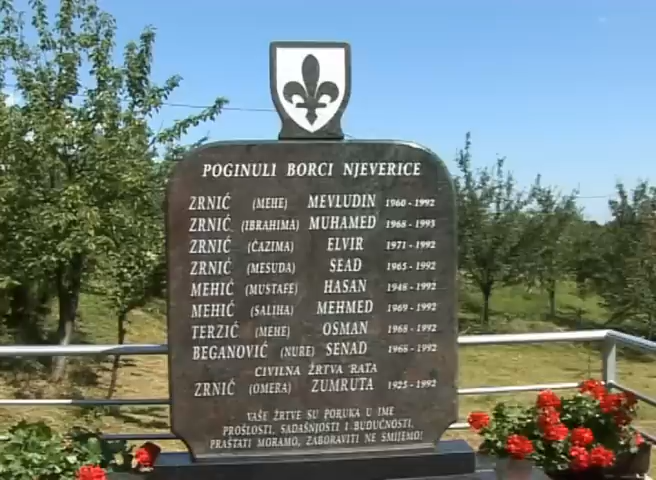 POGINULI BORCI NJEVERICE
ZRNIĆ (MEHE) MEVLUDIN 1960 - 1992
ZRNIĆ (IBRAHIMA) MUHAMED 1968 - 1993
ZRNIĆ (ĆAZIMA) ELVIR 1971 - 1992
ZRNIĆ (MESUDA) SEAD 1965 - 1992
MEHIĆ (MUSTAFE) HASAN 1948 - 1992
MEHIĆ (SALIHA) MEHMED 1969 - 1992
TERZIĆ (MEHE) OSMAN 1968 - 1992
BEGANOVIĆ (NURE) SENAD 1968 - 1992
CIVILNA ŽRTVA RATA
ZRNIĆ (OMERA) ZUMRUTA 1925 - 1992
VAŠE ŽRTVE SU PORUKA U IME
PROŠLOSTI, SADAŠNJOSTI I BUDUĆNOSTI,
PRAŠTATI MORAMO, ZABORAVITI NE SMIJEMO!